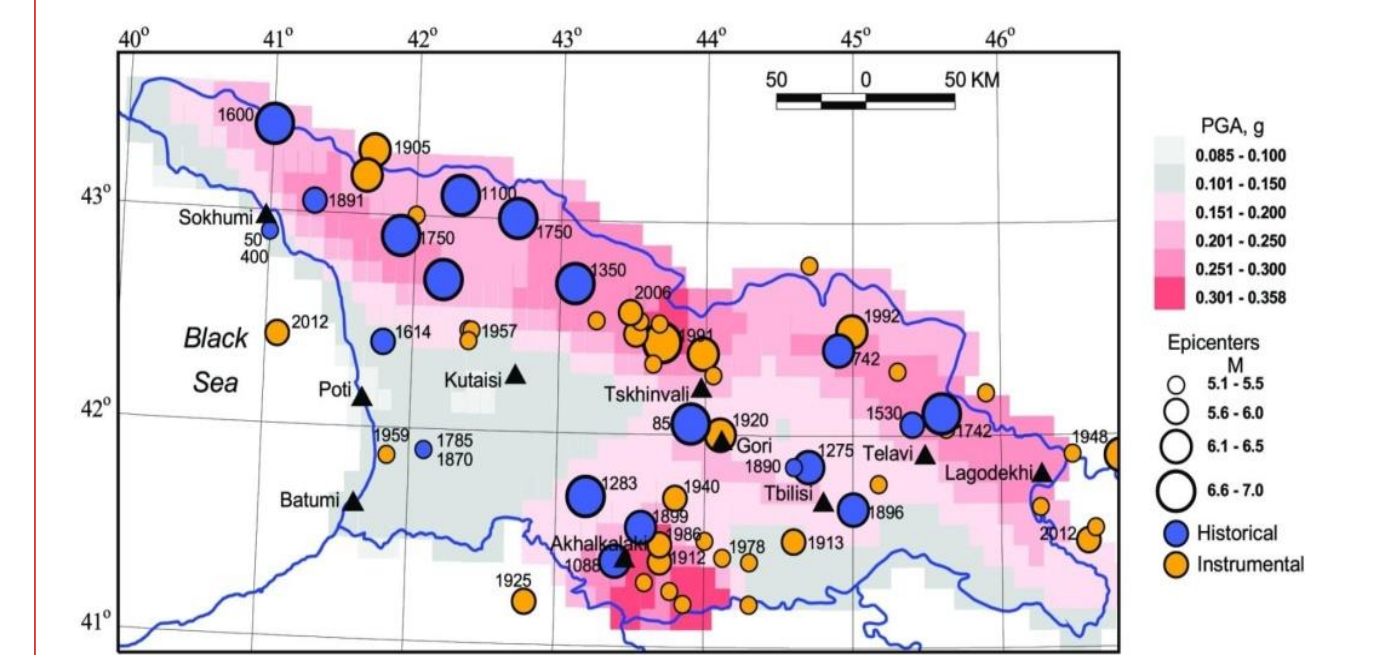 40° 41° 42° 43° 44° 45° 46°
50 0 50 KM
43°
42°
41°
1600
1905
1891
1100
1750
1750
Sokhumi
50
400
1350
2006
2012
1614
1957
1991
1992
742
Black
Sea
Kutaisi
Poti
Tskhinvali
85
1920
Gori
1530
1742
1959
1785
1870
1275
1890
Telavi
Lagodekhi
1948
Tbilisi
Batumi
1283
1940
1899
1896
1986
Akhalkalaki
1088
1912
1978
1913
2012
1925
PGA, g
0.085 - 0.100
0.101 - 0.150
0.151 - 0.200
0.201 - 0.250
0.251 - 0.300
0.301 - 0.358
Epicenters
M
5.1 - 5.5
5.6 - 6.0
6.1 - 6.5
6.6 - 7.0
Historical
Instrumental